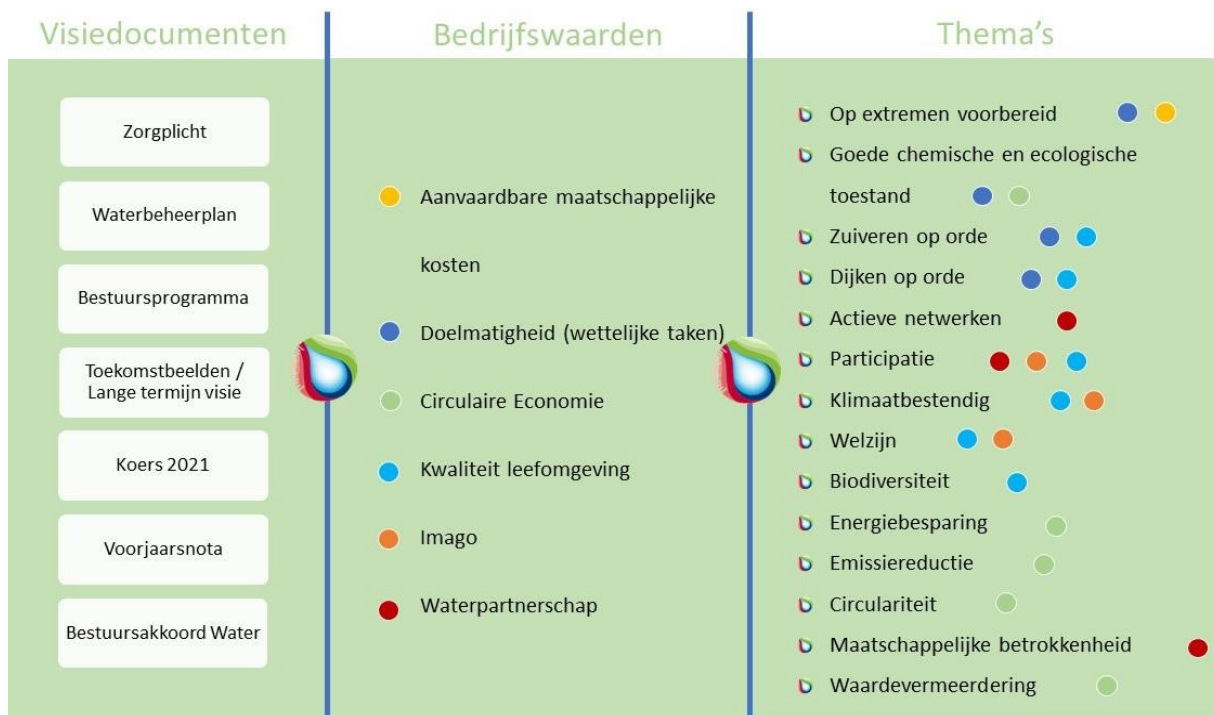 Visiedocumenten
Zorgplicht
Waterbeheerplan
Bestuursprogramma
Toekomstbeelden /
Lange termijn visie
Koers 2021
Voorjaarsnota
Bestuursakkoord Water
Bedrijfswaarden
Aanvaardbare maatschappelijke
kosten
Doelmatigheid (wettelijke taken)
Circulaire Economie
Kwaliteit leefomgeving
Imago
Waterpartnerschap
Thema's
Op extremen voorbereid
Goede chemische en ecologische
toestand
Zuiveren op orde
Dijken op orde
Actieve netwerken
Participatie
Klimaatbestendig
Welzijn
Biodiversiteit
Energiebesparing
Emissiereductie
Circulariteit
Maatschappelijke betrokkenheid
Waardevermeerdering